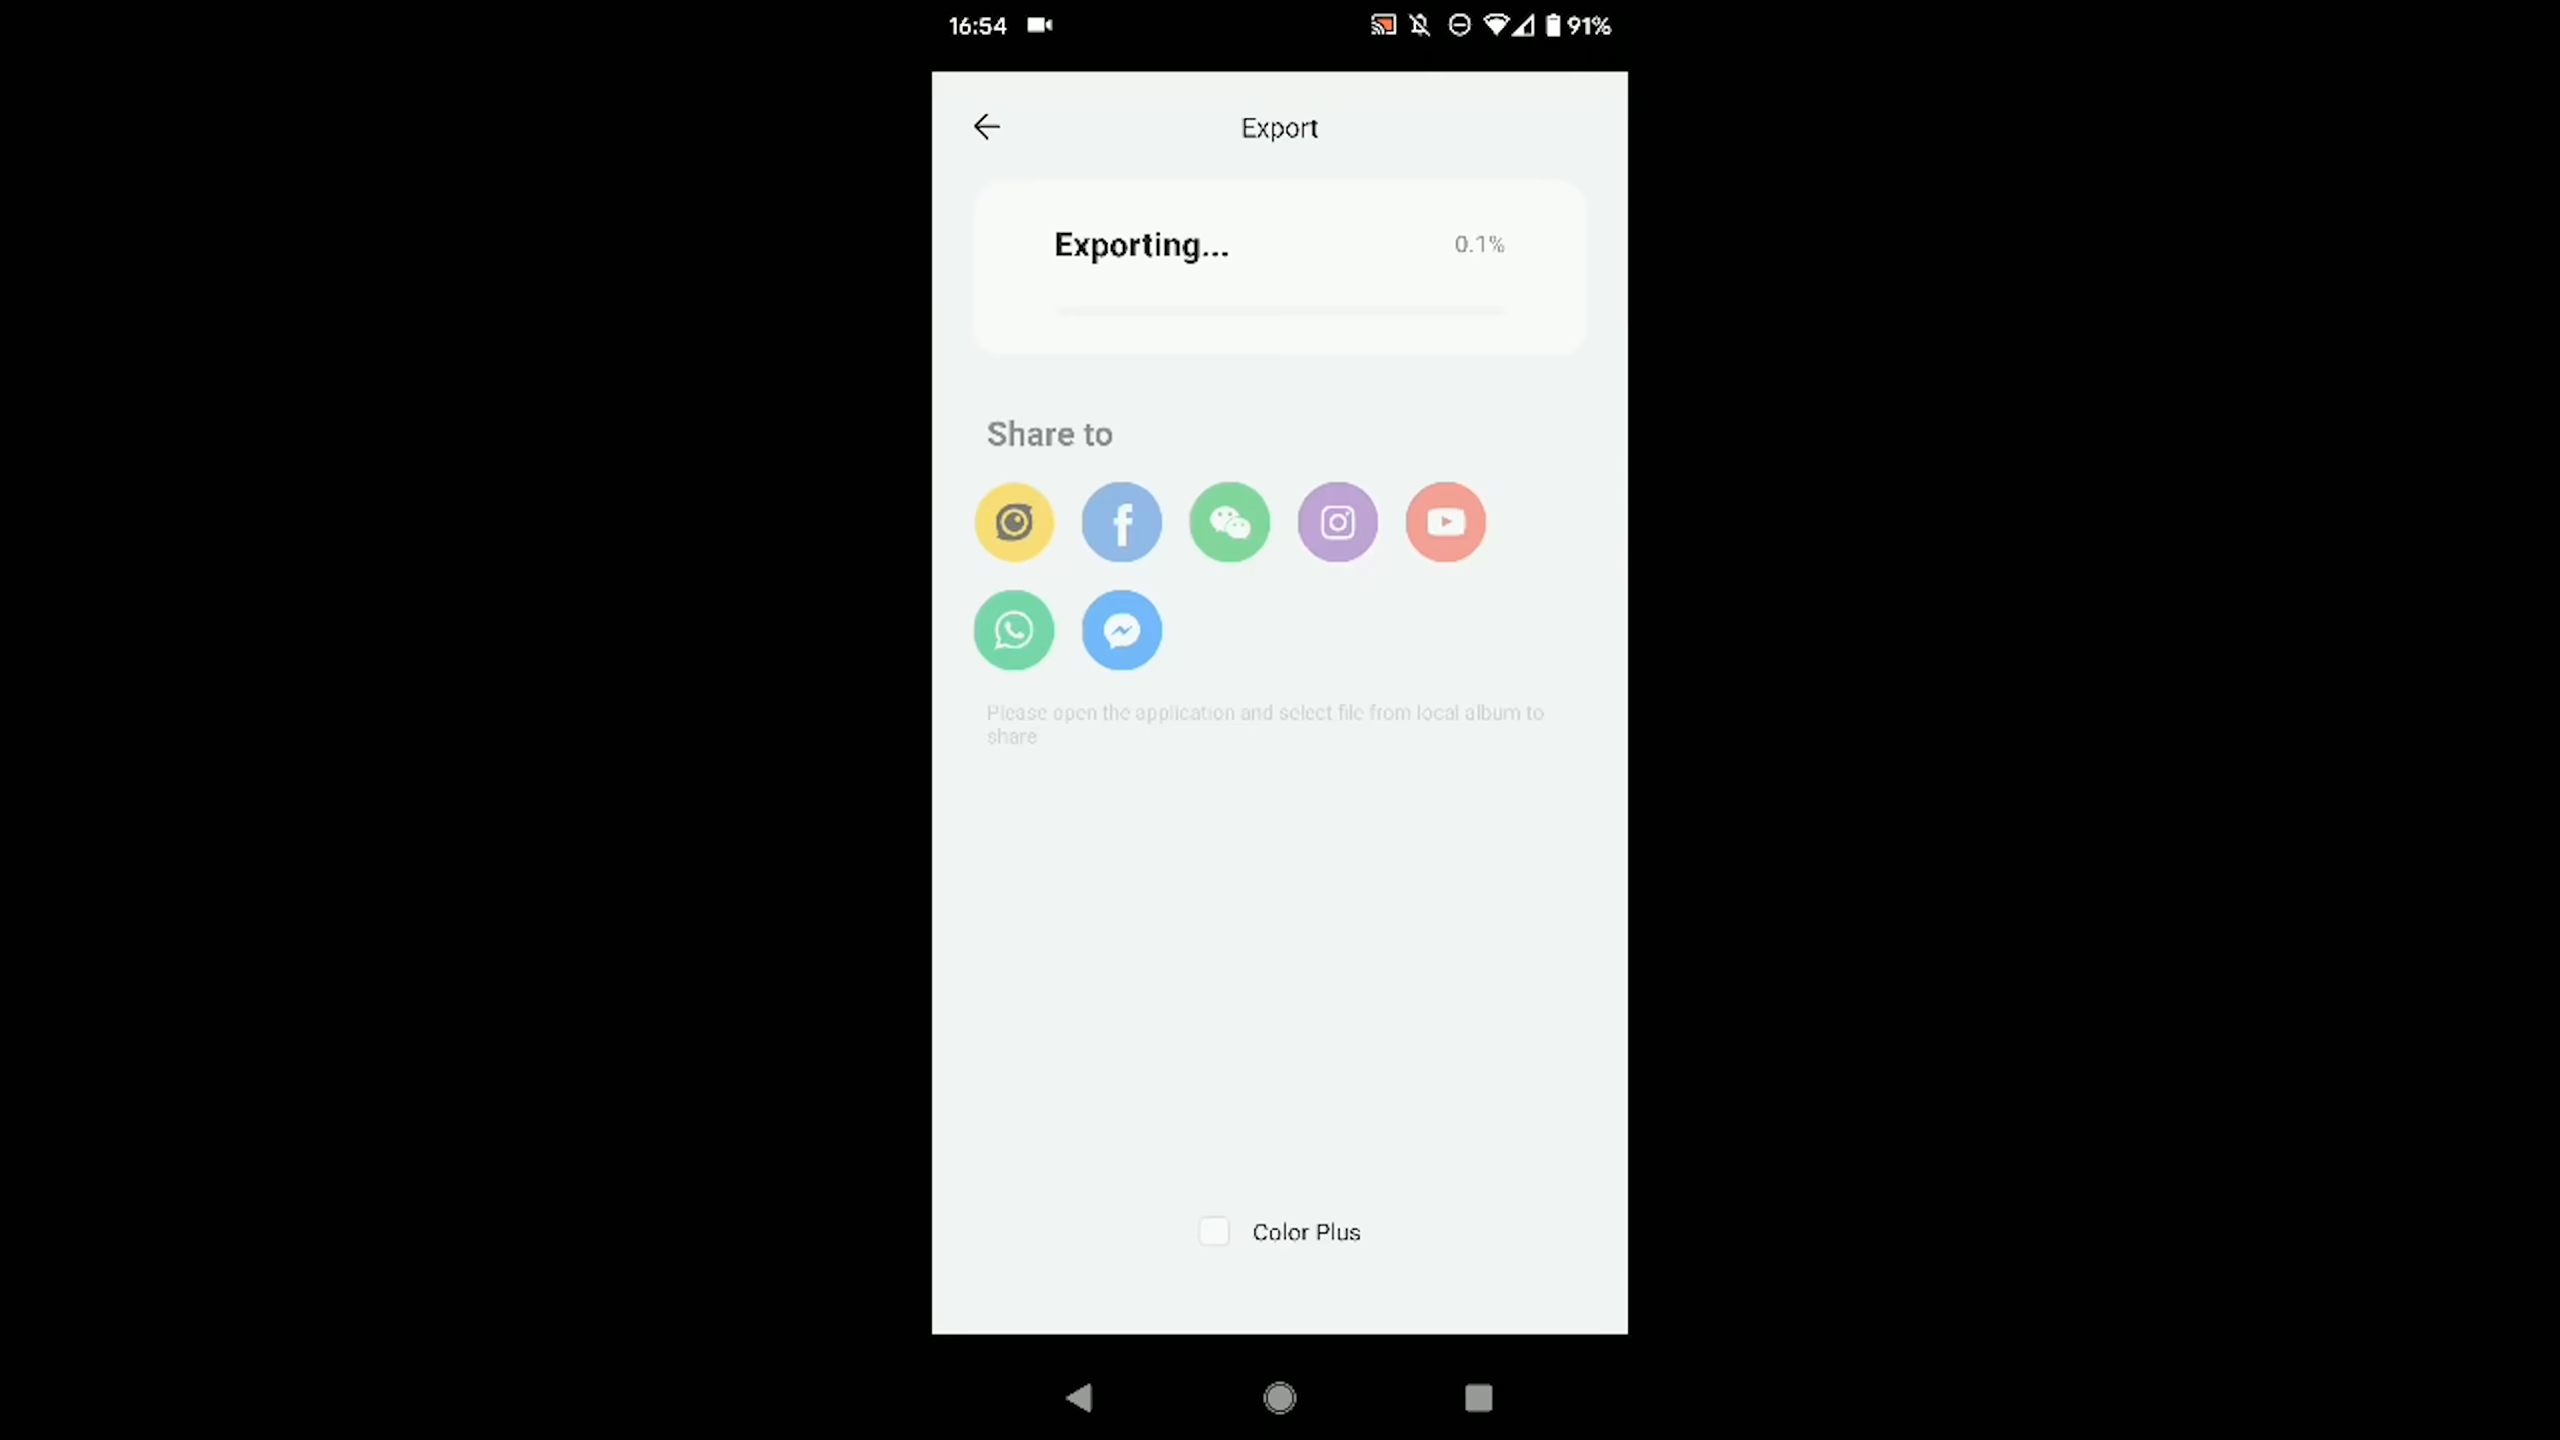 16:54
91%
Export
Exporting...
0.1%
Share to
Please open the application and select file from local album to
share
Color Plus